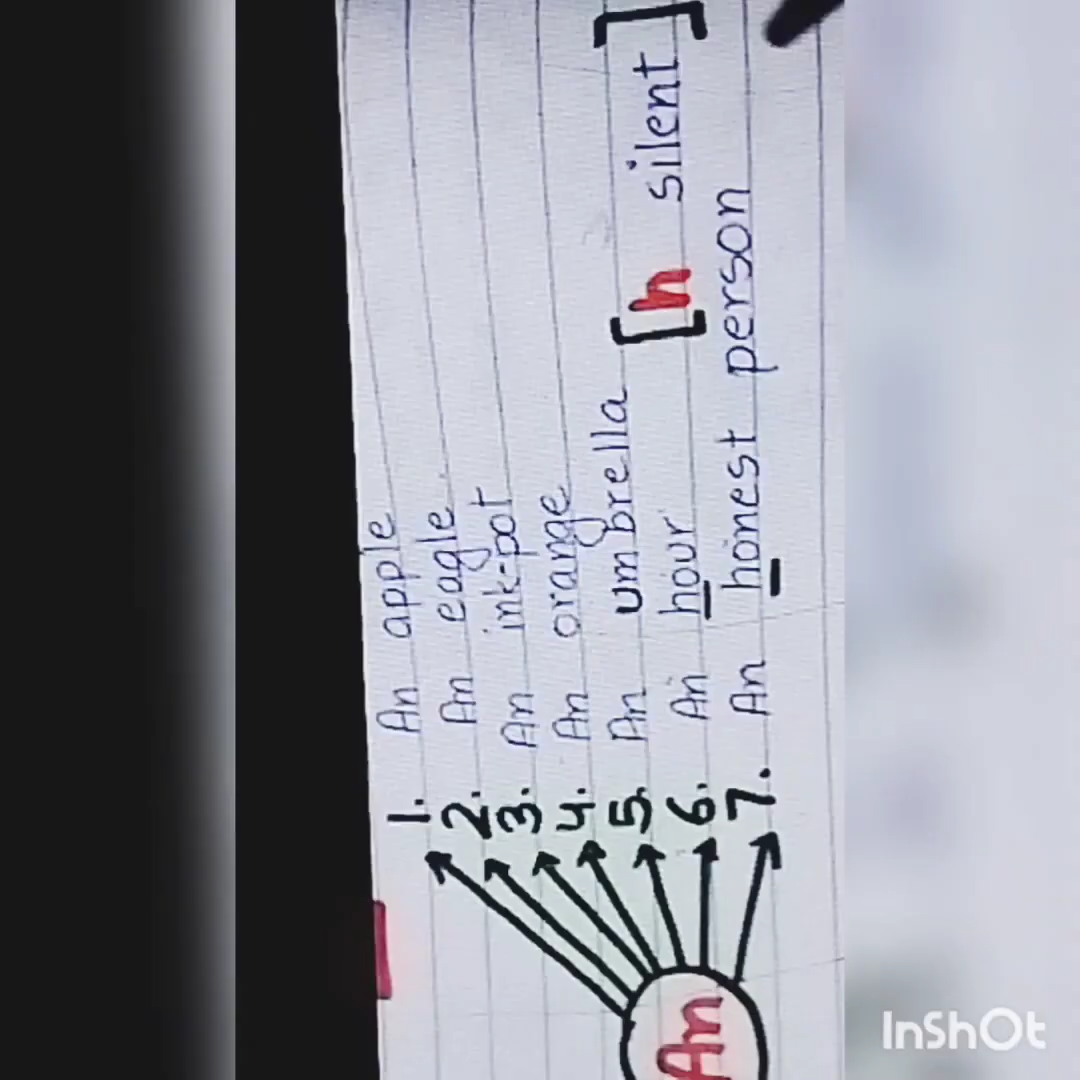 An
1. An apple
2. An eagle
3. An ink-pot
4. An orange
5. An umbrella
6. An hour [h silent]
7. An honest person
InShOt